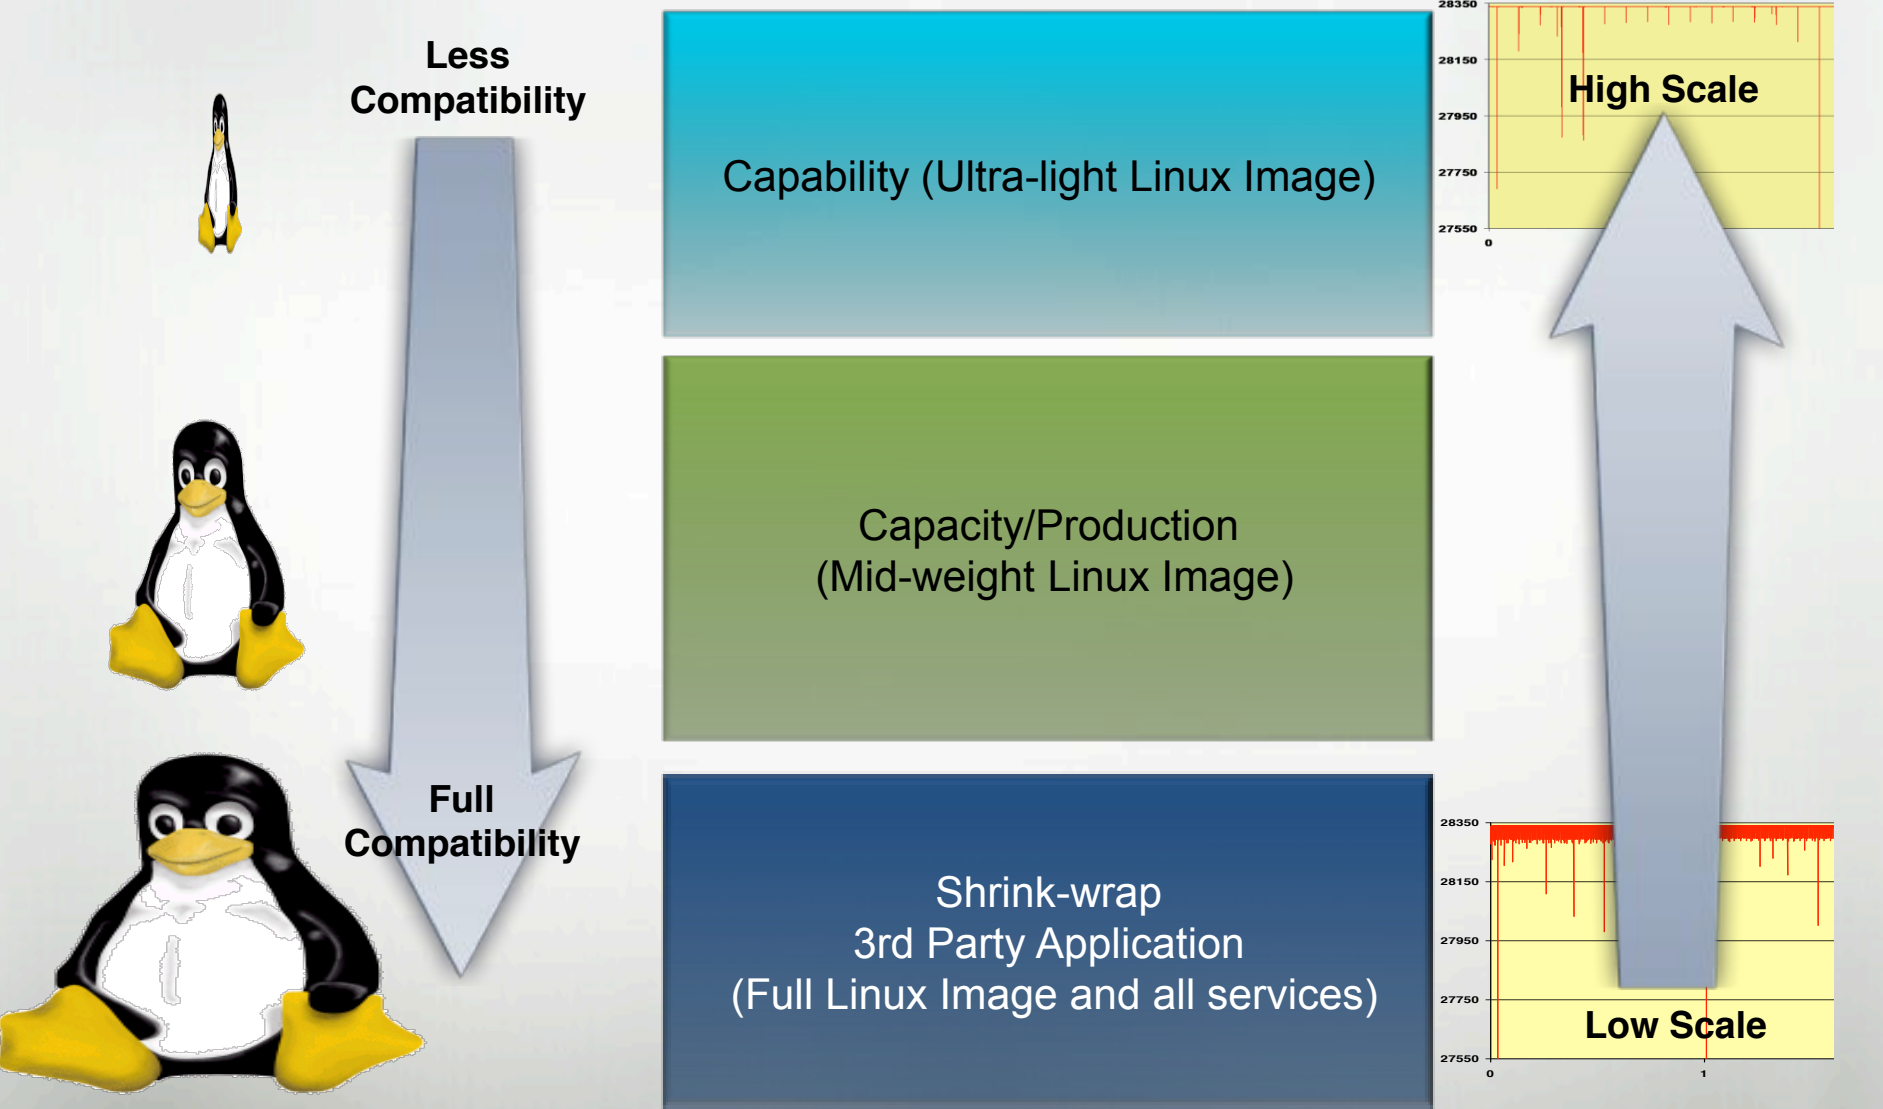 Less
Compatibility
Full
Compatibility
Capability (Ultra-light Linux Image)
Capacity/Production
(Mid-weight Linux Image)
Shrink-wrap
3rd Party Application
(Full Linux Image and all services)
28350
28150
27950
27750
27550
0
High Scale
28350
28150
27950
27750
27550
0
1
Low Scale